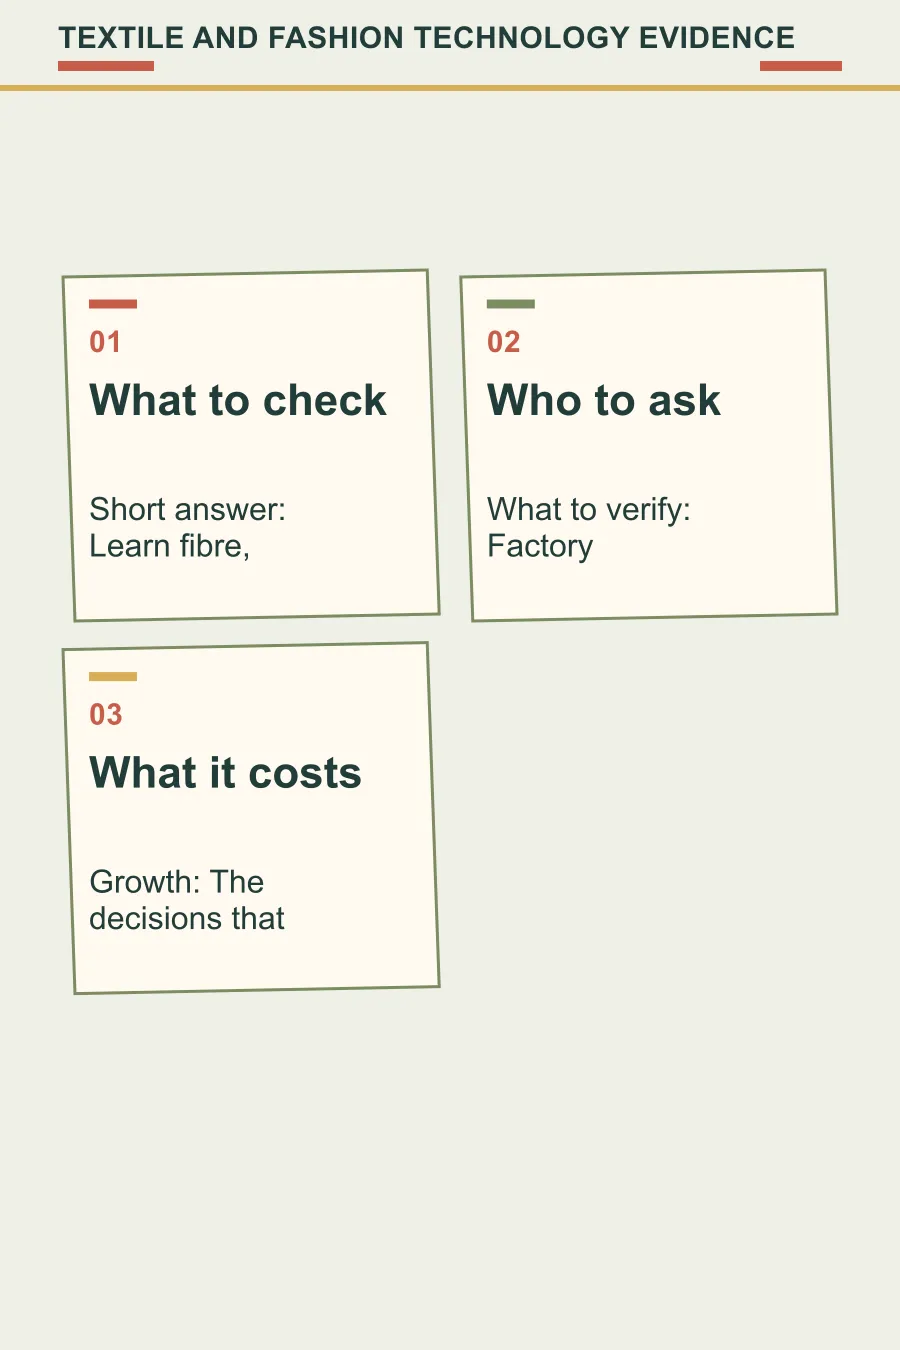 TEXTILE AND FASHION TECHNOLOGY EVIDENCE
01
What to check
Short answer:
Learn fibre,
02
Who to ask
What to verify:
Factory
03
What it costs
Growth: The
decisions that